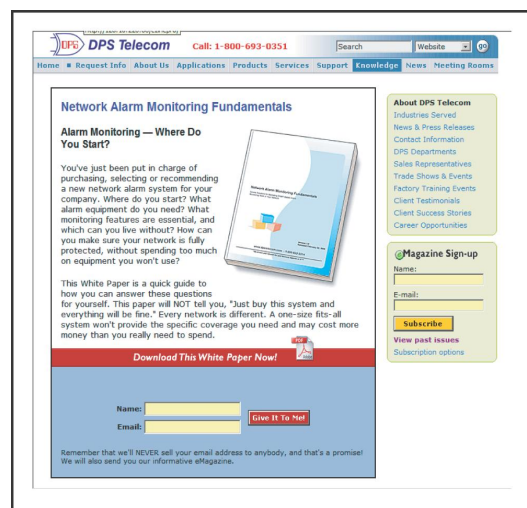 DPS DPS Telecom Call: 1-800-693-0351 Search Website go
Home Request Info About Us Applications Products Services Support Knowledge News Meeting Rooms
Network Alarm Monitoring Fundamentals
Alarm Monitoring — Where Do
You Start?
You've just been put in charge of
purchasing, selecting or recommending
a new network alarm system for your
company. Where do you start? What
alarm equipment do you need? What
monitoring features are essential, and
which can you live without? How can
you make sure your network is fully
protected, without spending too much
on equipment you won't use?
Network Alarm Monitoring Fundamentals
This White Paper is a quick guide to
how you can answer these questions
for yourself. This paper will NOT tell you, "Just buy this system and
everything will be fine." Every network is different. A one-size fits-all
system won't provide the specific coverage you need and may cost more
money than you really need to spend.
Download This White Paper Now!
PDF
Name:
Email:
Give It To Me!
Remember that we'll NEVER sell your email address to anybody, and that's a promise!
We will also send you our informative eMagazine.
About DPS Telecom
Industries Served
News & Press Releases
Contact Information
DPS Departments
Sales Representatives
Trade Shows & Events
Factory Training Events
Client Testimonials
Client Success Stories
Career Opportunities
eMagazine Sign-up
Name:
E-mail:
Subscribe
View past issues
Subscription options